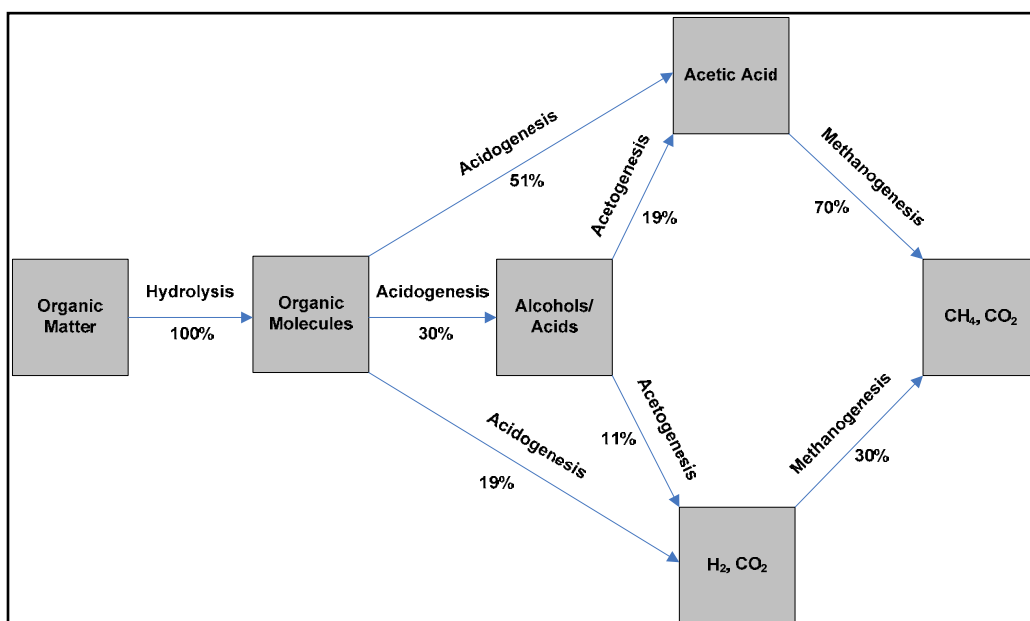 Acetic Acid
Acidogenesis
51%
Acetogenesis
19%
Methanogenesis
70%
Organic
Matter
Hydrolysis
100%
Organic
Molecules
Acidogenesis
30%
Alcohols/
Acids
CH₄, CO₂
Acidogenesis
19%
Acetogenesis
11%
Methanogenesis
30%
H₂, CO₂